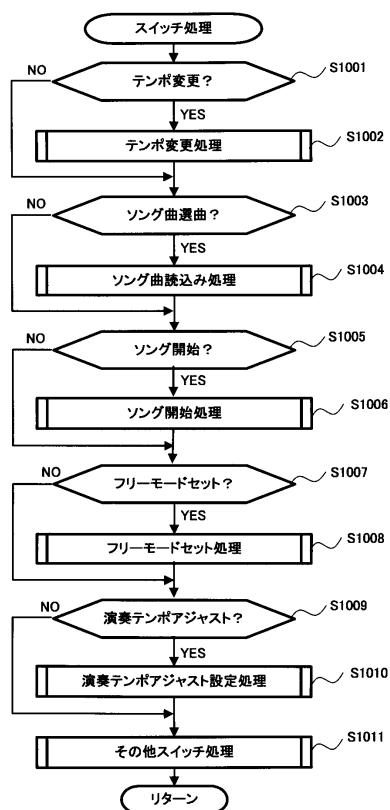 スイッチ処理
テンポ変更？
S1001
NO
YES
テンポ変更処理
S1002
ソング曲選曲？
S1003
NO
YES
ソング曲読込み処理
S1004
ソング開始？
S1005
NO
YES
ソング開始処理
S1006
フリーモードセット？
S1007
NO
YES
フリーモードセット処理
S1008
演奏テンポアジャスト？
S1009
NO
YES
演奏テンポアジャスト設定処理
S1010
その他スイッチ処理
S1011
リターン